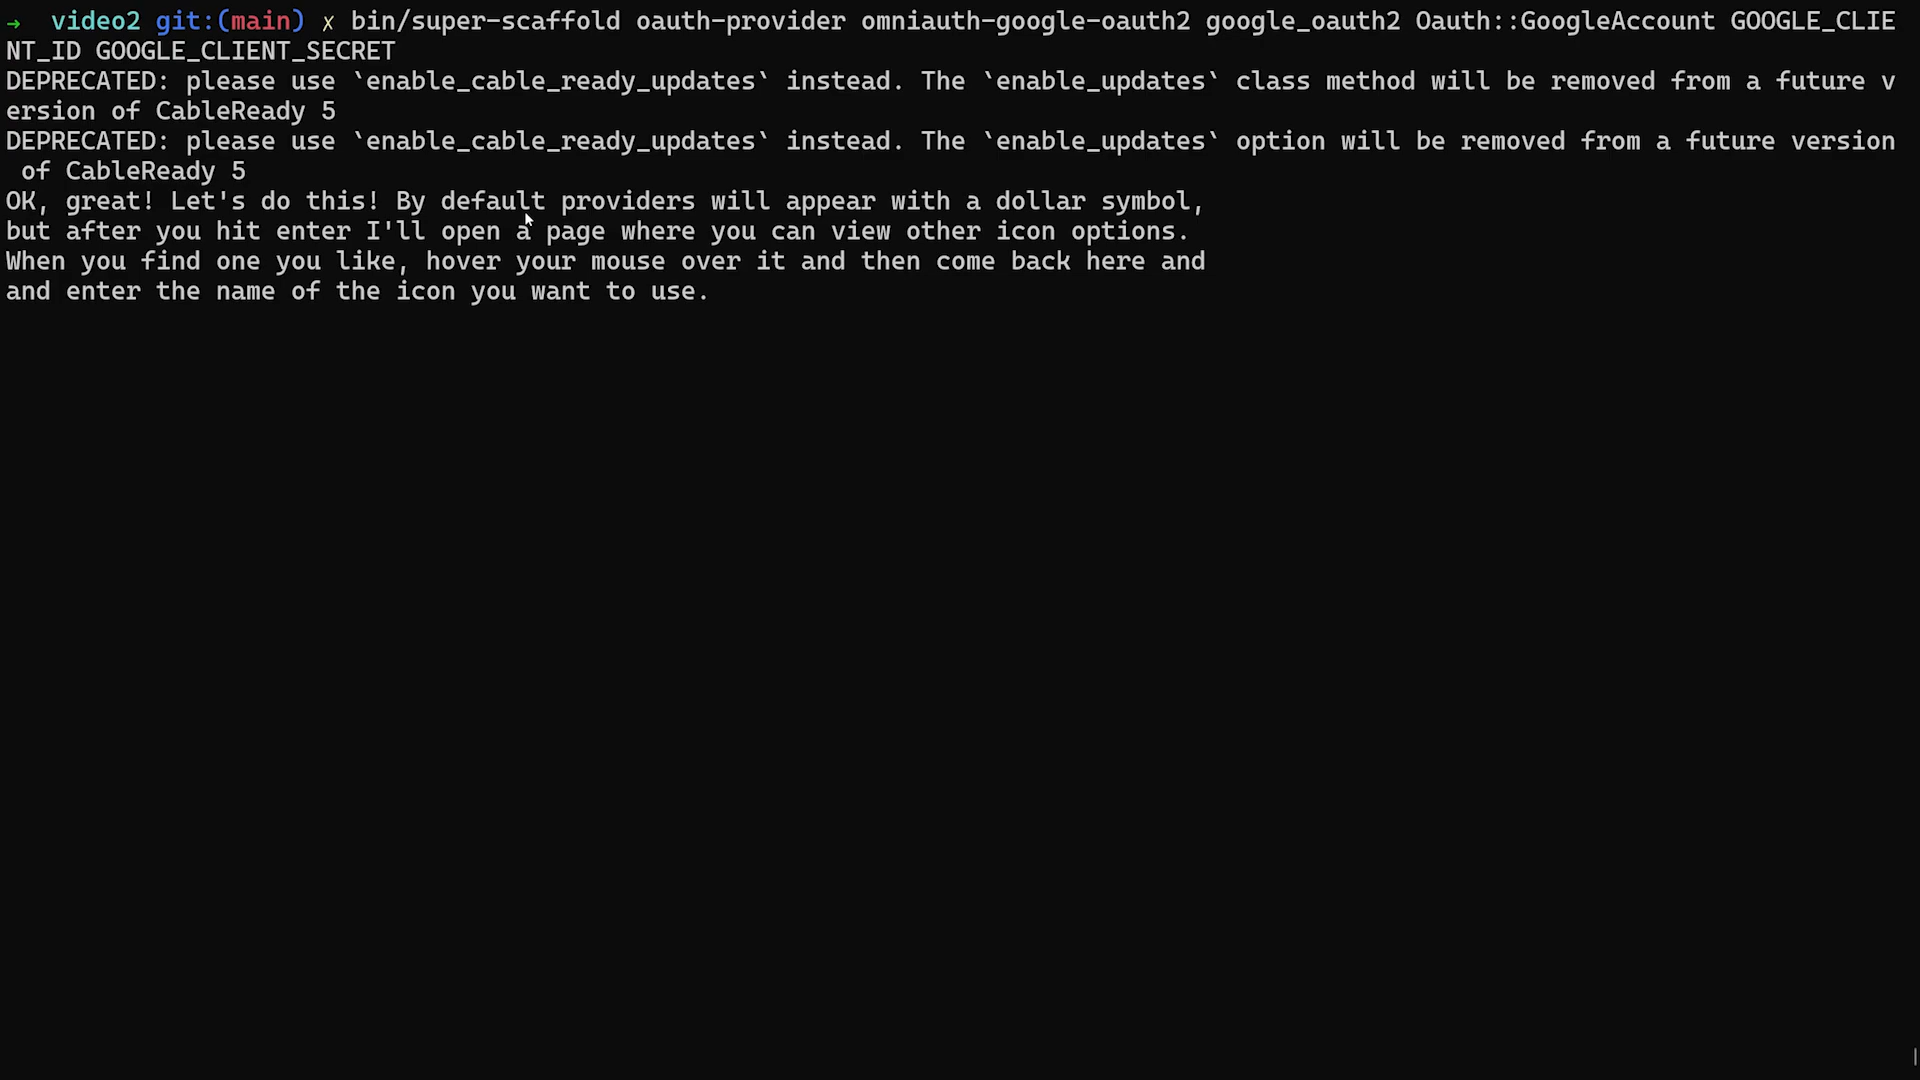 →  video2 git:(main) ✗ bin/super-scaffold oauth-provider omniauth-google-oauth2 google_oauth2 Oauth::GoogleAccount GOOGLE_CLIE
NT_ID GOOGLE_CLIENT_SECRET
DEPRECATED: please use `enable_cable_ready_updates` instead. The `enable_updates` class method will be removed from a future v
ersion of CableReady 5
DEPRECATED: please use `enable_cable_ready_updates` instead. The `enable_updates` option will be removed from a future version
 of CableReady 5
OK, great! Let's do this! By default providers will appear with a dollar symbol,
but after you hit enter I'll open a page where you can view other icon options.
When you find one you like, hover your mouse over it and then come back here and
and enter the name of the icon you want to use.